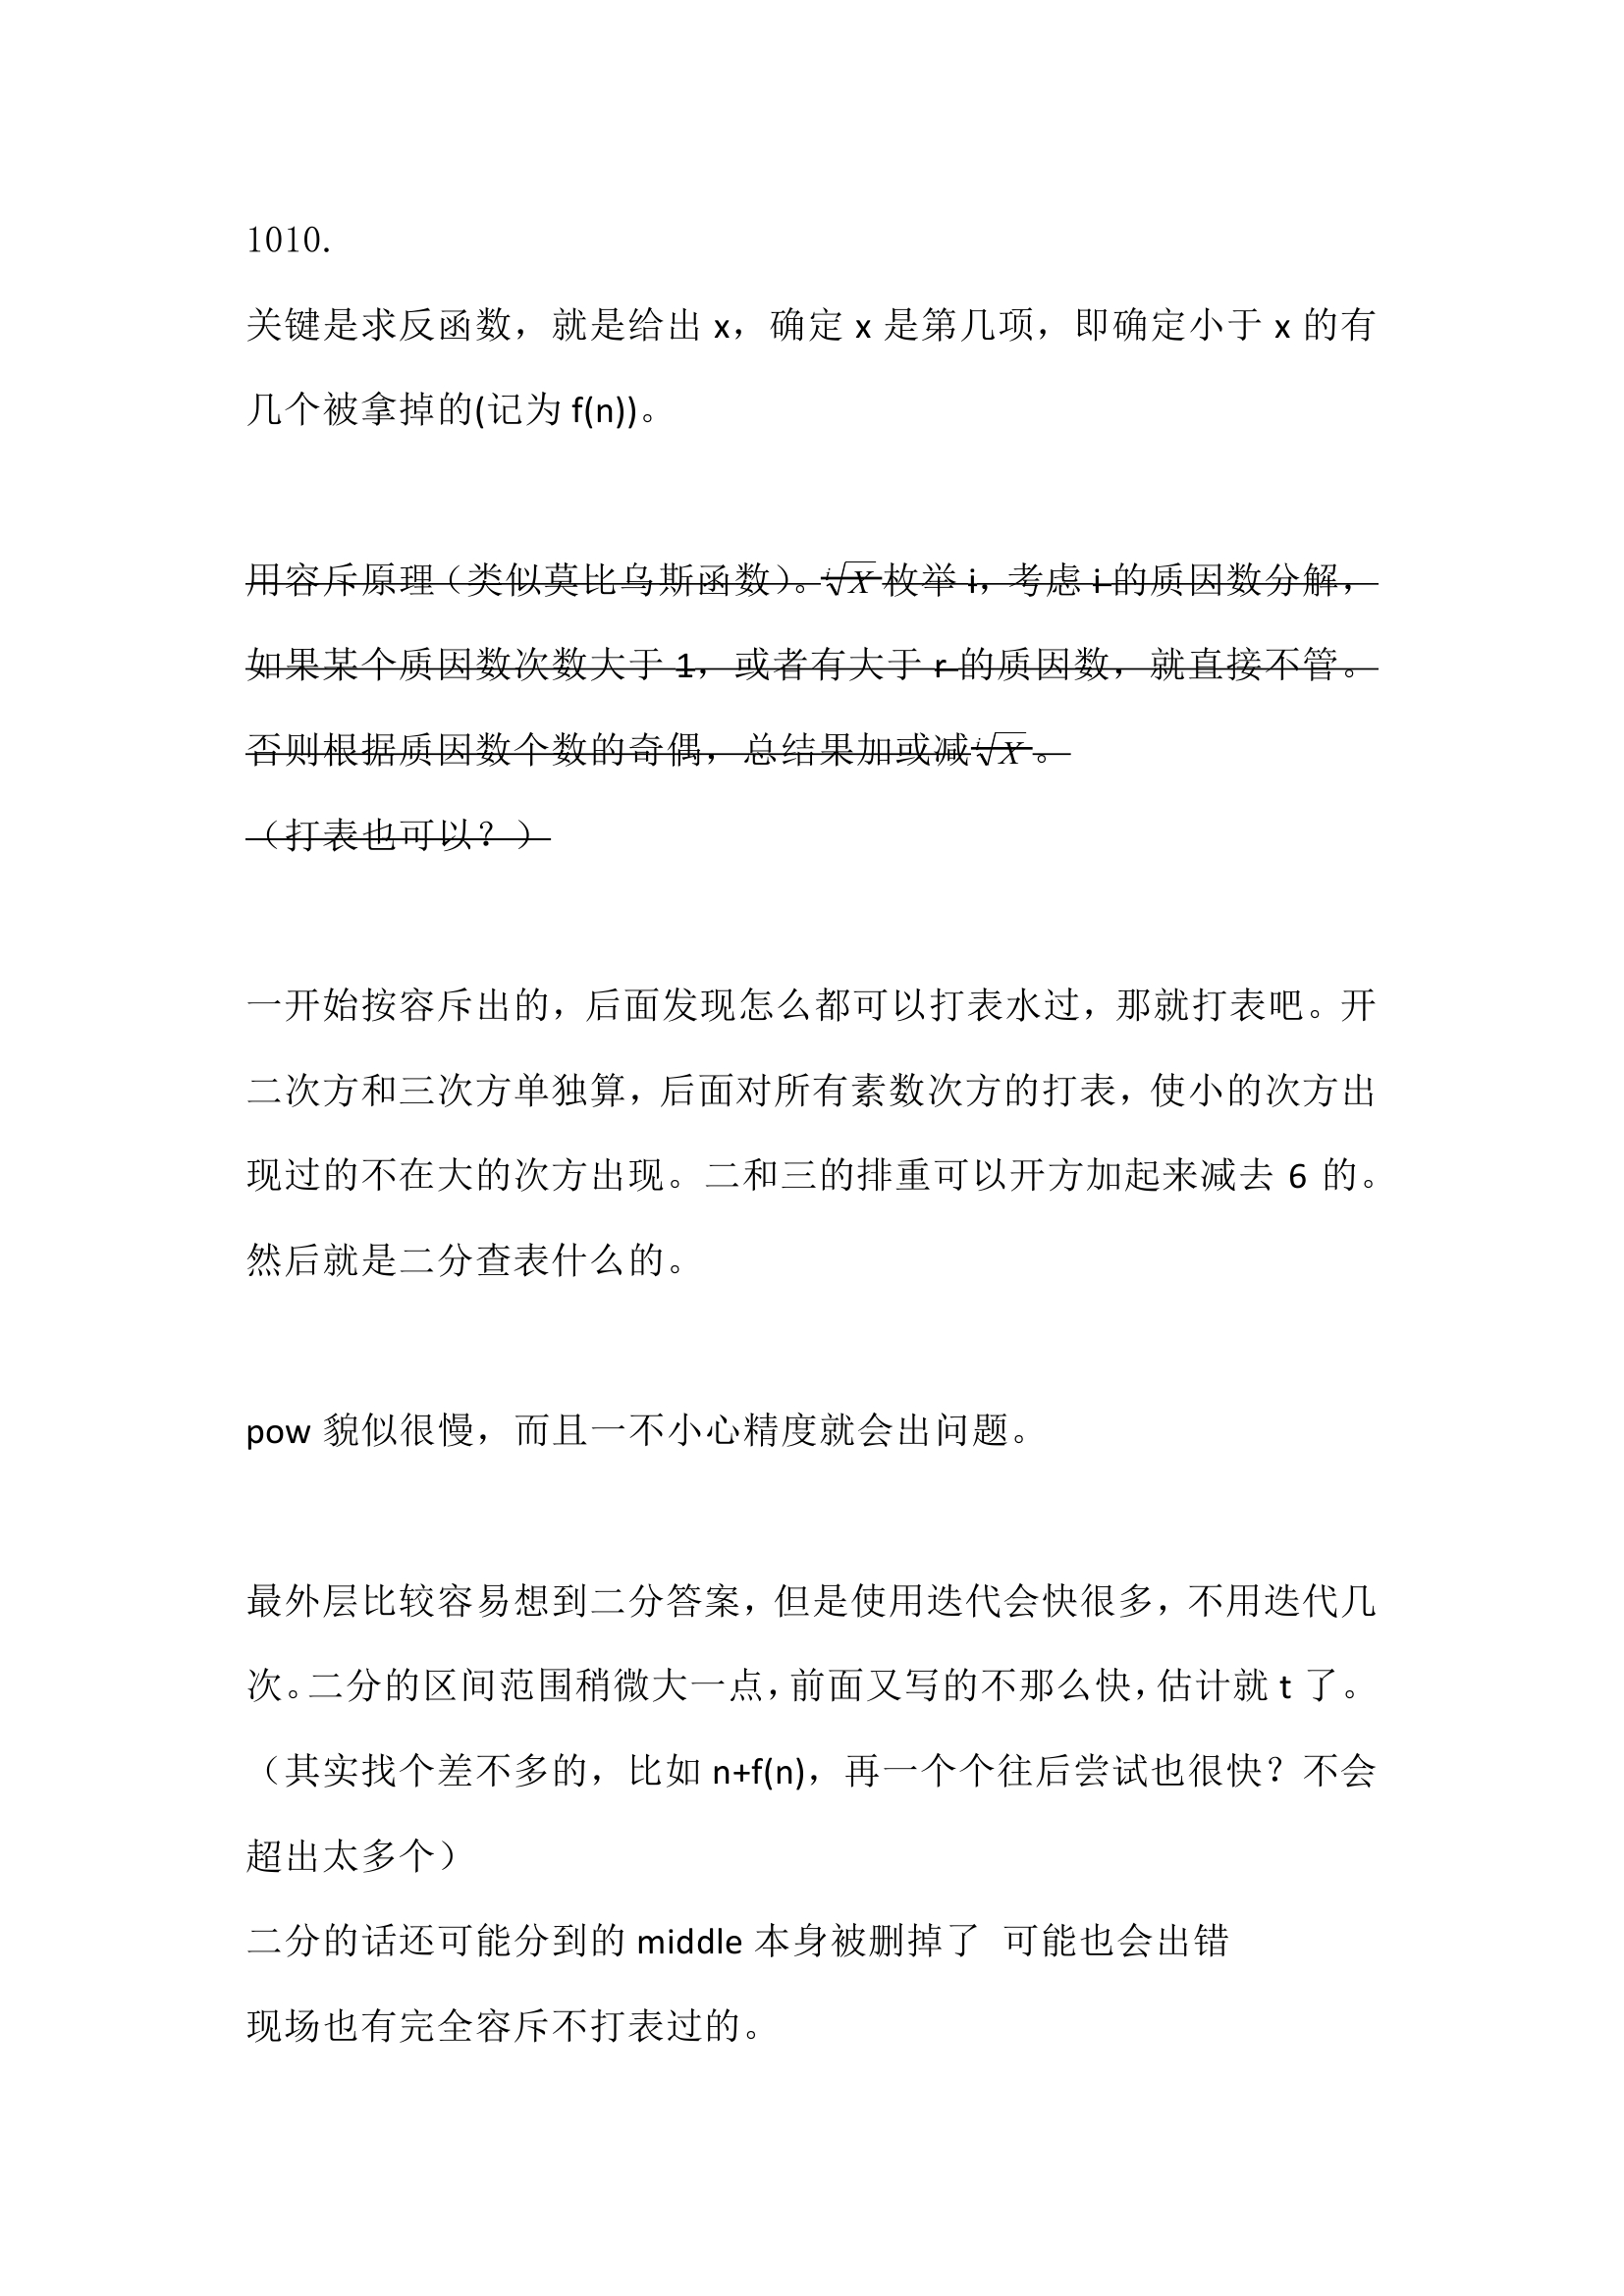 1010.
关键是求反函数，就是给出 x，确定 x 是第几项，即确定小于 x 的有
几个被拿掉的(记为 f(n))。
用容斥原理（类似莫比乌斯函数）。$\sqrt[i]{X}$枚举 i，考虑 i 的质因数分解，
如果某个质因数次数大于 1，或者有大于 r 的质因数，就直接不管。
否则根据质因数个数的奇偶，总结果加或减$\sqrt[i]{X}$。
（打表也可以？）
一开始按容斥出的，后面发现怎么都可以打表水过，那就打表吧。开
二次方和三次方单独算，后面对所有素数次方的打表，使小的次方出
现过的不在大的次方出现。二和三的排重可以开方加起来减去 6 的。
然后就是二分查表什么的。
pow 貌似很慢，而且一不小心精度就会出问题。
最外层比较容易想到二分答案，但是使用迭代会快很多，不用迭代几
次。二分的区间范围稍微大一点，前面又写的不那么快，估计就 t 了。
（其实找个差不多的，比如 n+f(n)，再一个个往后尝试也很快？不会
超出太多个）
二分的话还可能分到的 middle 本身被删掉了 可能也会出错
现场也有完全容斥不打表过的。